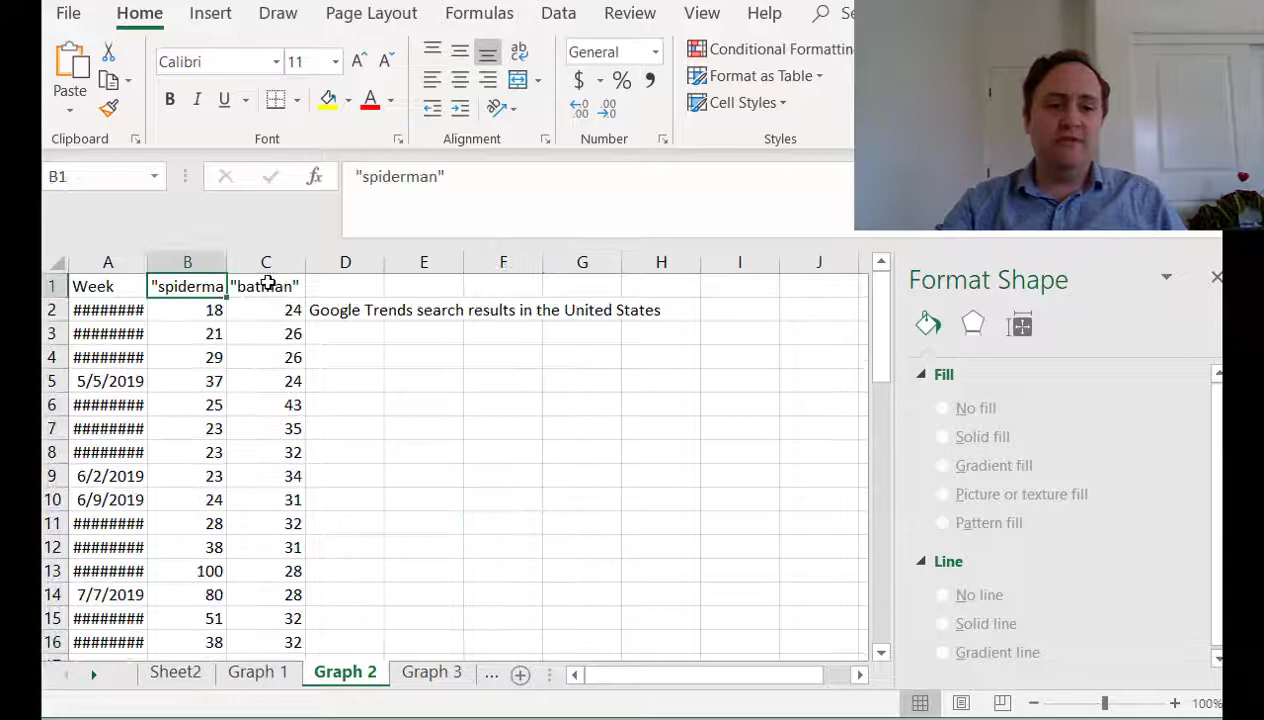 File Home Insert Draw Page Layout Formulas Data Review View Help
Calibri 11 General Conditional Formatting
Paste B I U A $ % Format as Table
Cell Styles
Clipboard Font Alignment Number Styles
B1 fx "spiderman"
A B C D E F G H I J
1 Week "spiderma "batman"
2 ######## 18 24 Google Trends search results in the United States
3 ######## 21 26
4 ######## 29 26
5 5/5/2019 37 24
6 ######## 25 43
7 ######## 23 35
8 ######## 23 32
9 6/2/2019 23 34
10 6/9/2019 24 31
11 ######## 28 32
12 ######## 38 31
13 ######## 100 28
14 7/7/2019 80 28
15 ######## 51 32
16 ######## 38 32
Sheet2 Graph 1 Graph 2 Graph 3 ...
100%
Format Shape
Fill
No fill
Solid fill
Gradient fill
Picture or texture fill
Pattern fill
Line
No line
Solid line
Gradient line